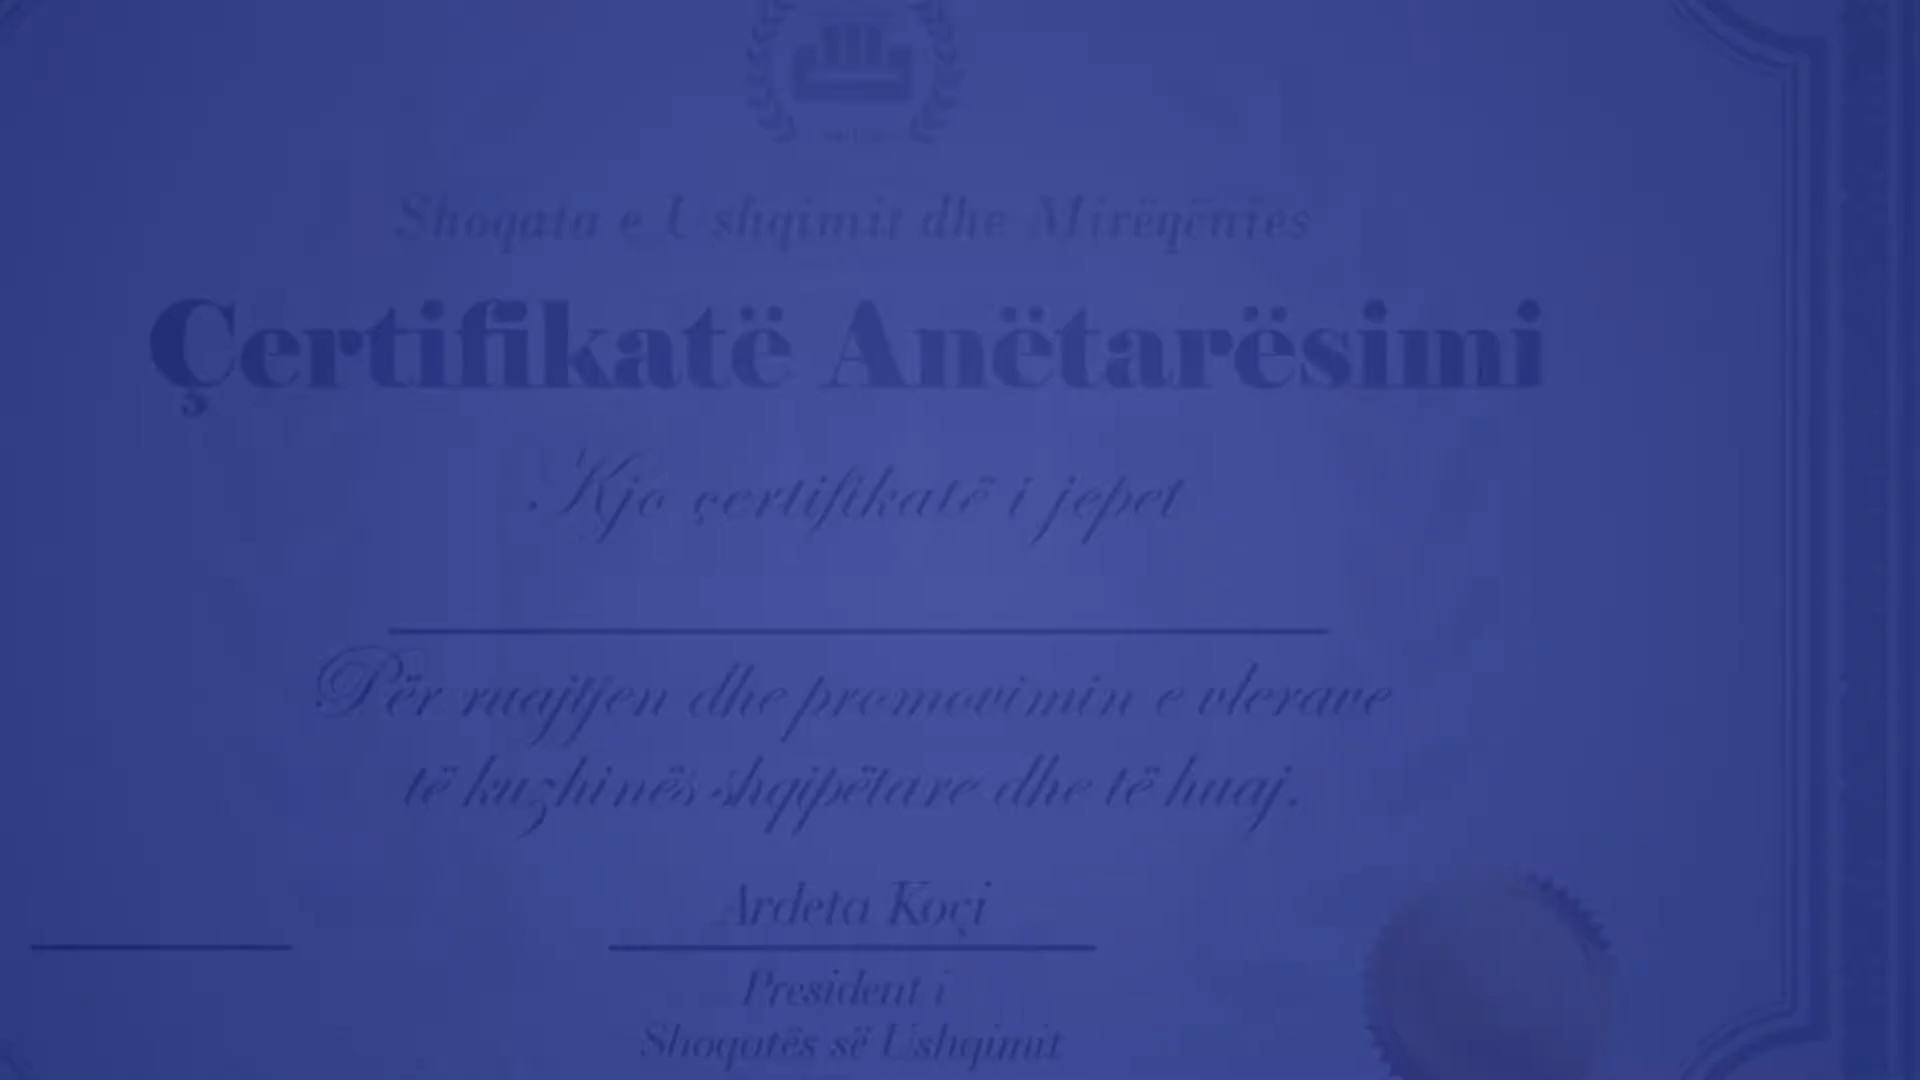 Shoqata e Ushqimit dhe Mirëqënies
Çertifikatë Anëtarësimi
Kjo çertifikatë i jepet
Për ruajtjen dhe promovimin e vlerave
të kuzhinës shqipëtare dhe të huaj.
Ardeta Koçi
President i
Shoqatës së Ushqimit